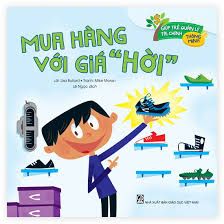 GIÚP TRẺ QUẢN LÝ
TÀI CHÍNH
THÔNG MINH
MUA HÀNG
VỚI GIÁ "HỜI"
Lời: Lisa Bullard - Tranh: Mike Moran
Lê Ngọc dịch
NHÀ XUẤT BẢN GIÁO DỤC VIỆT NAM